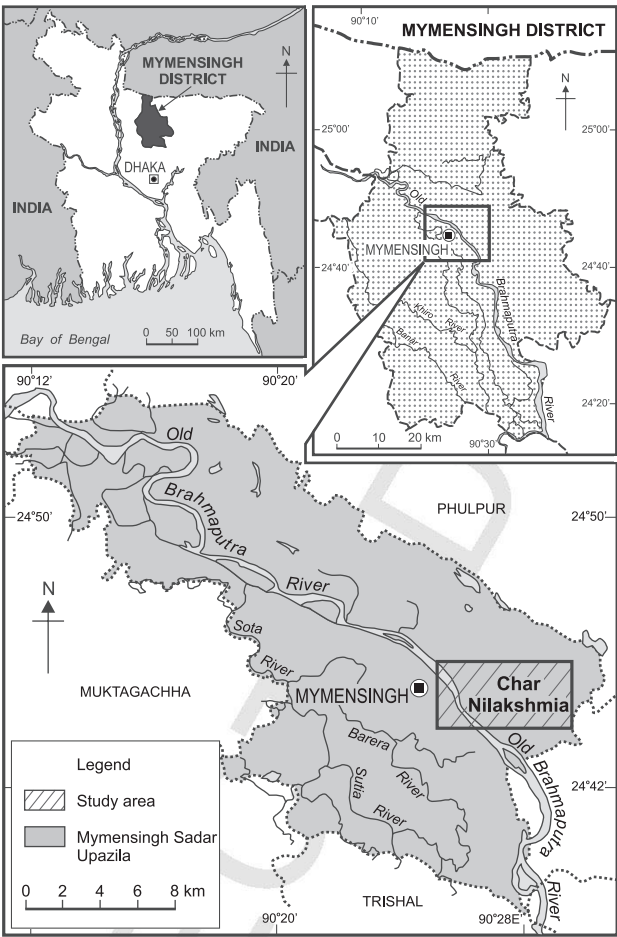 N
MYMENSINGH
DISTRICT
DHAKA
INDIA
INDIA
Bay of Bengal
0 50 100 km
90°10'
MYMENSINGH DISTRICT
N
25°00'
25°00'
Old
MYMENSINGH
24°40'
24°40'
Khiro
River
Banar
River
Brahmaputra
River
24°20'
0 10 20 km
90°30'
90°12'
90°20'
Old
Brahmaputra
River
PHULPUR
24°50'
24°50'
N
Sota
River
MUKTAGACHHA
MYMENSINGH
Char
Nilakshmia
Barera
River
Sutia
River
Old
Brahmaputra
River
24°42'
TRISHAL
90°20'
90°28'E
Legend
Study area
Mymensingh Sadar
Upazila
0 2 4 6 8 km